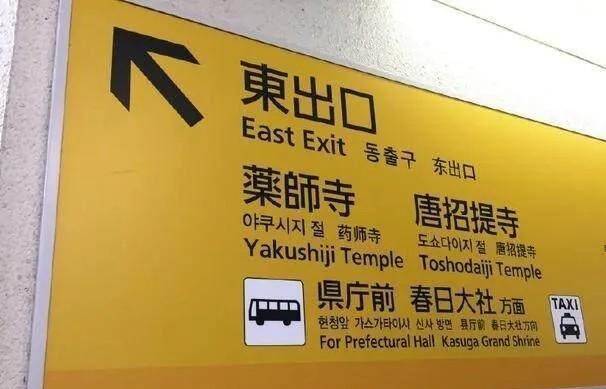 東出口
East Exit 동출구 东出口
薬師寺 唐招提寺
야쿠시지 절 药师寺 도쇼다이지 절 唐招提寺
Yakushiji Temple Toshodaiji Temple
県庁前 春日大社 方面 TAXI
현청앞 가스가타이샤 신사 방면 县厅前 春日大社方向
For Prefectural Hall Kasuga Grand Shrine